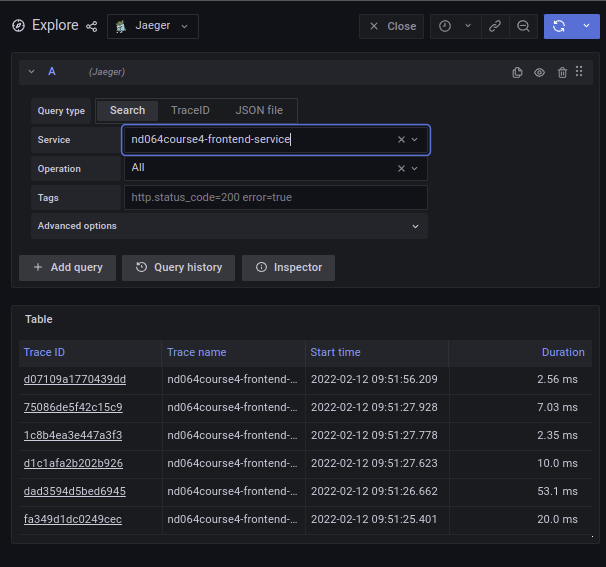 Explore Jaeger Close
A (Jaeger)
Query type Search TraceID JSON file
Service nd064course4-frontend-service
Operation All
Tags http.status_code=200 error=true
Advanced options
+ Add query Query history Inspector
Table
Trace ID Trace name Start time Duration
d07109a1770439dd nd064course4-frontend-... 2022-02-12 09:51:56.209 2.56 ms
75086de5f42c15c9 nd064course4-frontend-... 2022-02-12 09:51:27.928 7.03 ms
1c8b4ea3e447a3f3 nd064course4-frontend-... 2022-02-12 09:51:27.778 2.35 ms
d1c1afa2b202b926 nd064course4-frontend-... 2022-02-12 09:51:27.623 10.0 ms
dad3594d5bed6945 nd064course4-frontend-... 2022-02-12 09:51:26.662 53.1 ms
fa349d1dc0249cec nd064course4-frontend-... 2022-02-12 09:51:25.401 20.0 ms